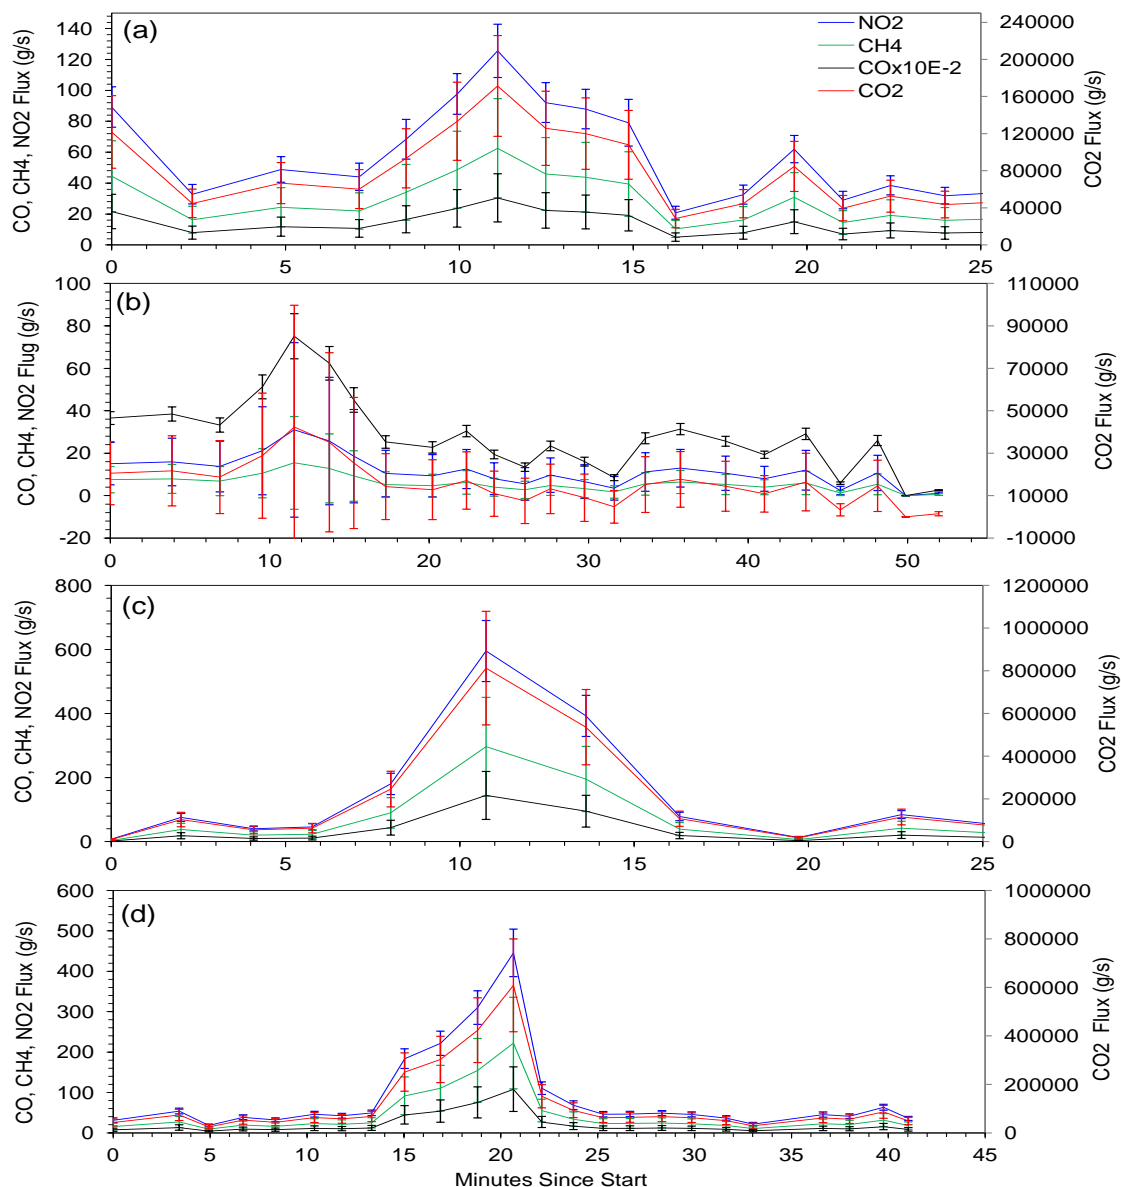 (a)
CO, CH4, NO2 Flux (g/s)
140
120
100
80
60
40
20
0
NO2
CH4
COx10E-2
CO2
240000
200000
160000
120000
80000
40000
0
CO2 Flux (g/s)
0 5 10 15 20 25
(b)
CO, CH4, NO2 Flug (g/s)
100
80
60
40
20
0
-20
110000
90000
70000
50000
30000
10000
-10000
CO2 Flux (g/s)
0 10 20 30 40 50
(c)
CO, CH4, NO2 Flux (g/s)
800
600
400
200
0
1200000
1000000
800000
600000
400000
200000
0
CO2 Flux (g/s)
0 5 10 15 20 25
(d)
CO, CH4, NO2 Flux (g/s)
600
500
400
300
200
100
0
1000000
800000
600000
400000
200000
0
CO2 Flux (g/s)
0 5 10 15 20 25 30 35 40 45
Minutes Since Start